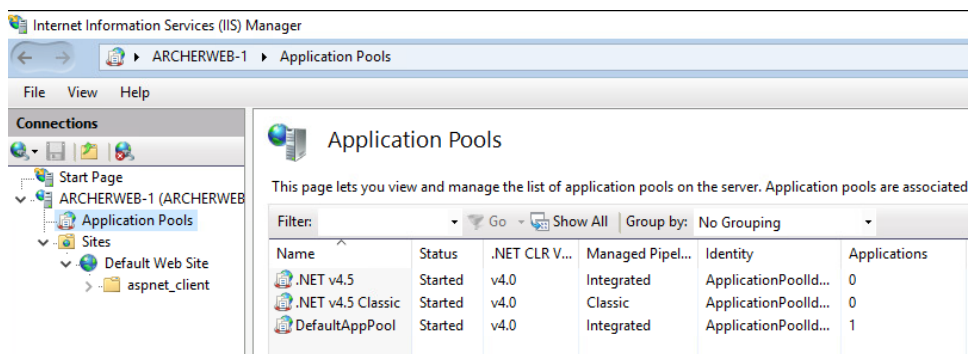 Internet Information Services (IIS) Manager
ARCHERWEB-1 Application Pools
File View Help
Connections
Start Page
ARCHERWEB-1 (ARCHERWEB
Application Pools
Sites
Default Web Site
aspnet_client
Application Pools
This page lets you view and manage the list of application pools on the server. Application pools are associated
Filter: Go Show All Group by: No Grouping
Name Status .NET CLR V... Managed Pipel... Identity Applications
.NET v4.5 Started v4.0 Integrated ApplicationPoolId... 0
.NET v4.5 Classic Started v4.0 Classic ApplicationPoolId... 0
DefaultAppPool Started v4.0 Integrated ApplicationPoolId... 1